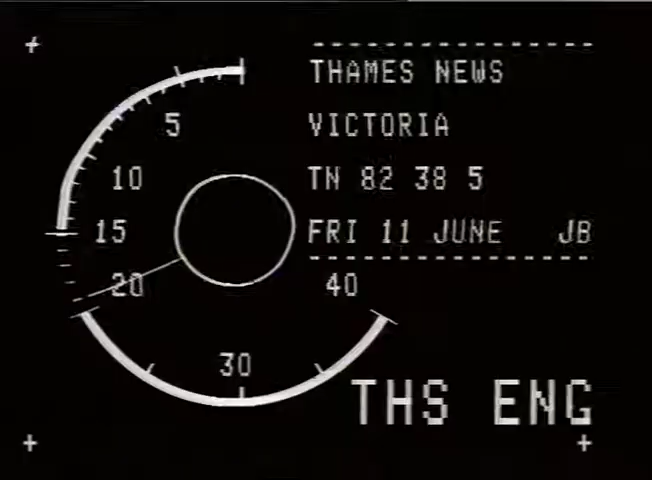 THAMES NEWS
5
VICTORIA
10
TN 82 38 5
15
FRI 11 JUNE JB
20
40
30
THS ENG